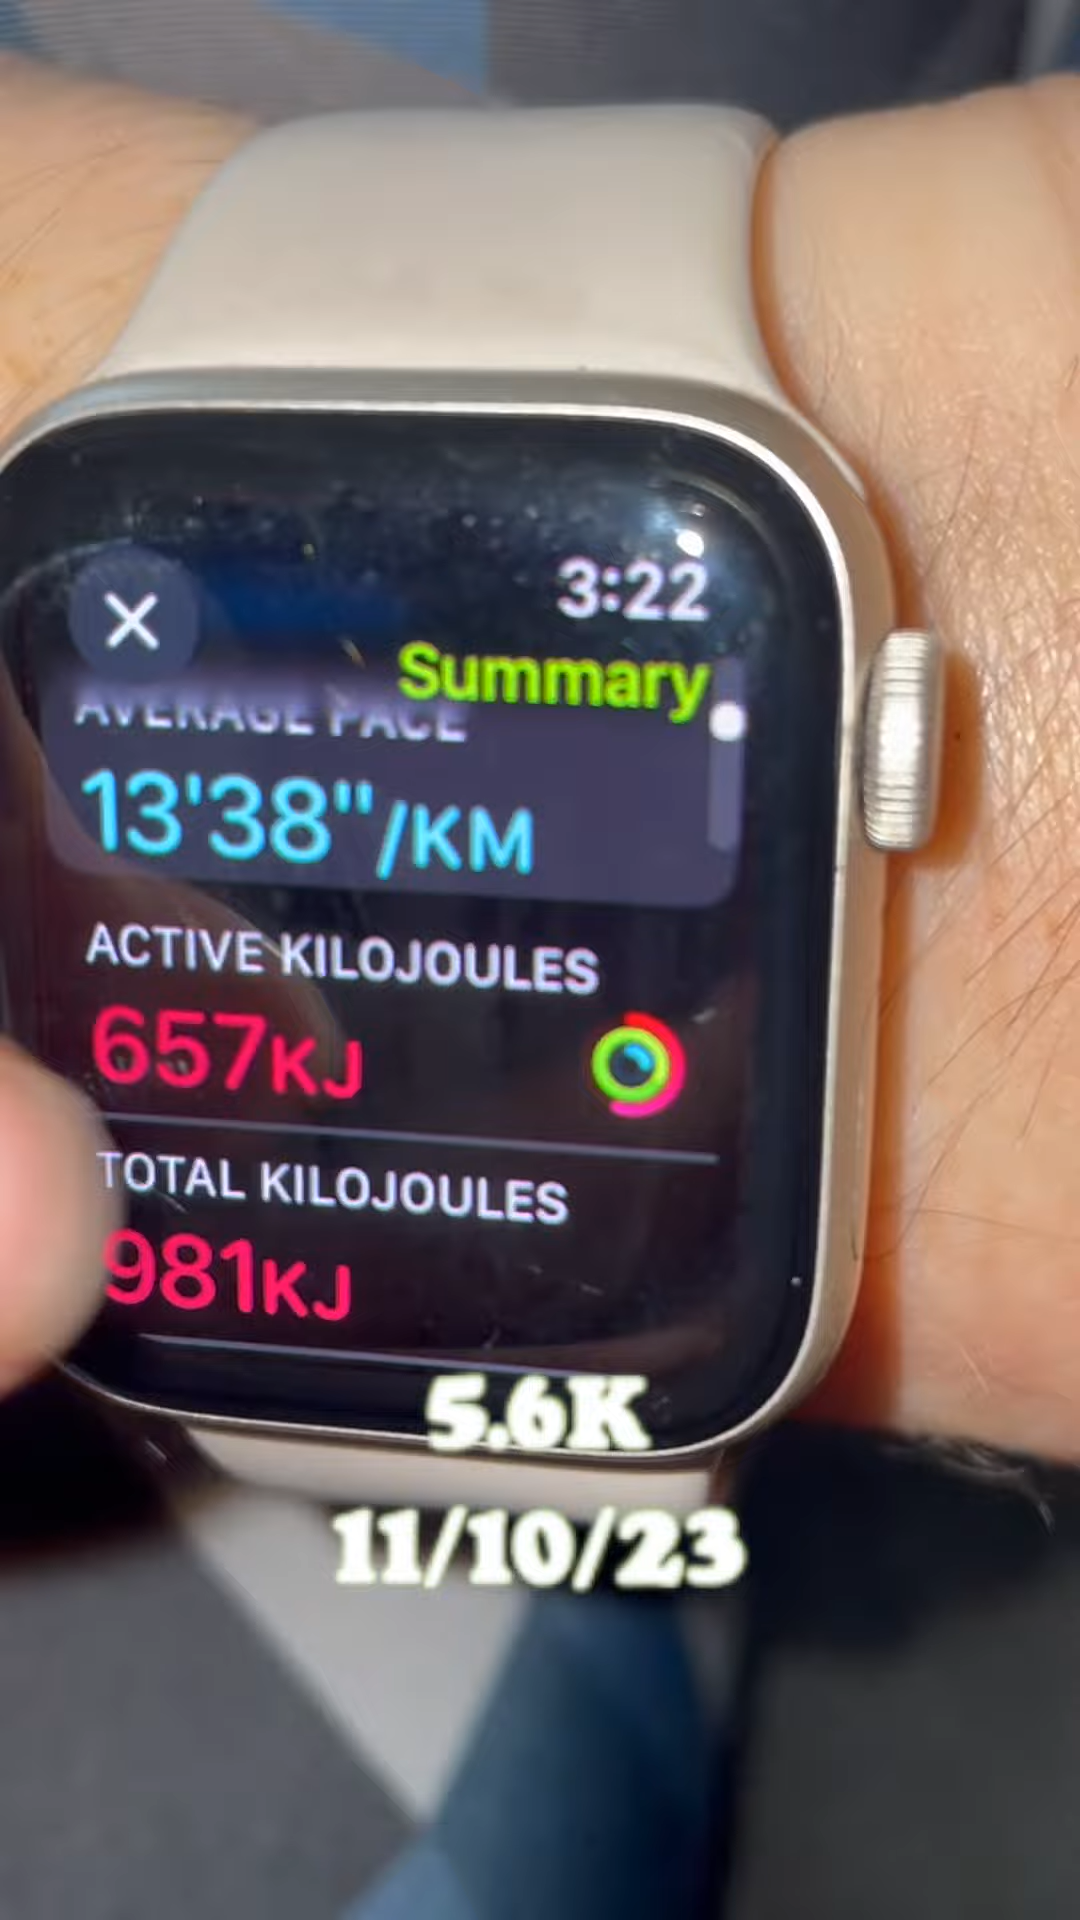 3:22
Summary
AVERAGE PACE
13'38"/KM
ACTIVE KILOJOULES
657KJ
TOTAL KILOJOULES
981KJ
5.6K
11/10/23